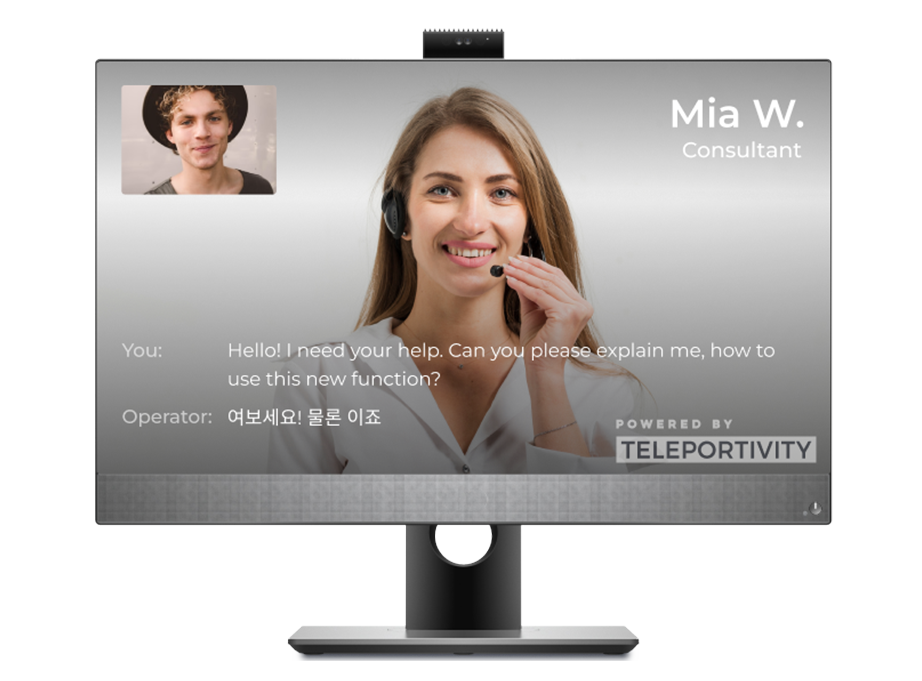 Mia W.
Consultant
You: Hello! I need your help. Can you please explain me, how to
use this new function?
Operator: 여보세요! 물론 이죠
POWERED BY
TELEPORTIVITY